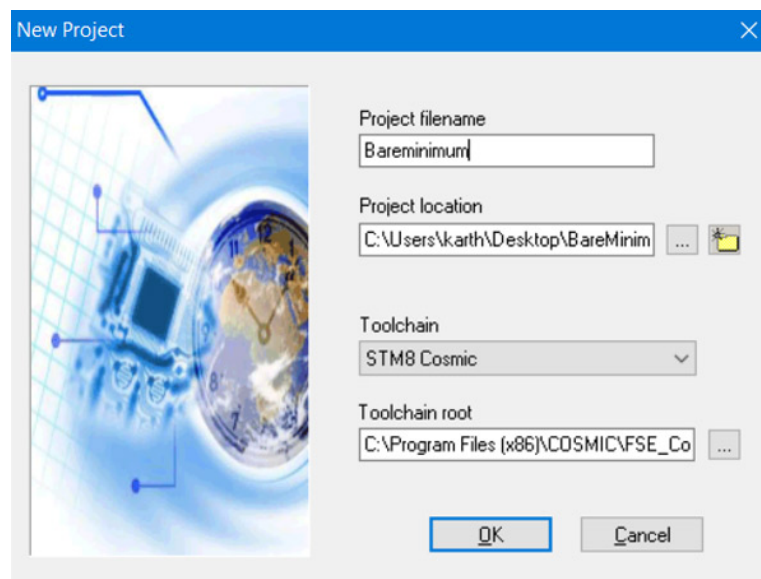 New Project
Project filename
Bareminimum
Project location
C:\Users\karth\Desktop\BareMinim
...
Toolchain
STM8 Cosmic
Toolchain root
C:\Program Files (x86)\COSMIC\FSE_Co
...
OK
Cancel